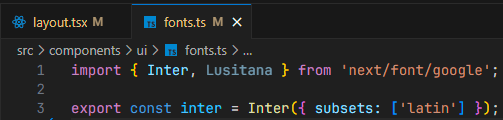 layout.tsx M TS fonts.ts M
src > components > ui > TS fonts.ts > ...
1 import { Inter, Lusitana } from 'next/font/google';
2
3 export const inter = Inter({ subsets: ['latin'] });